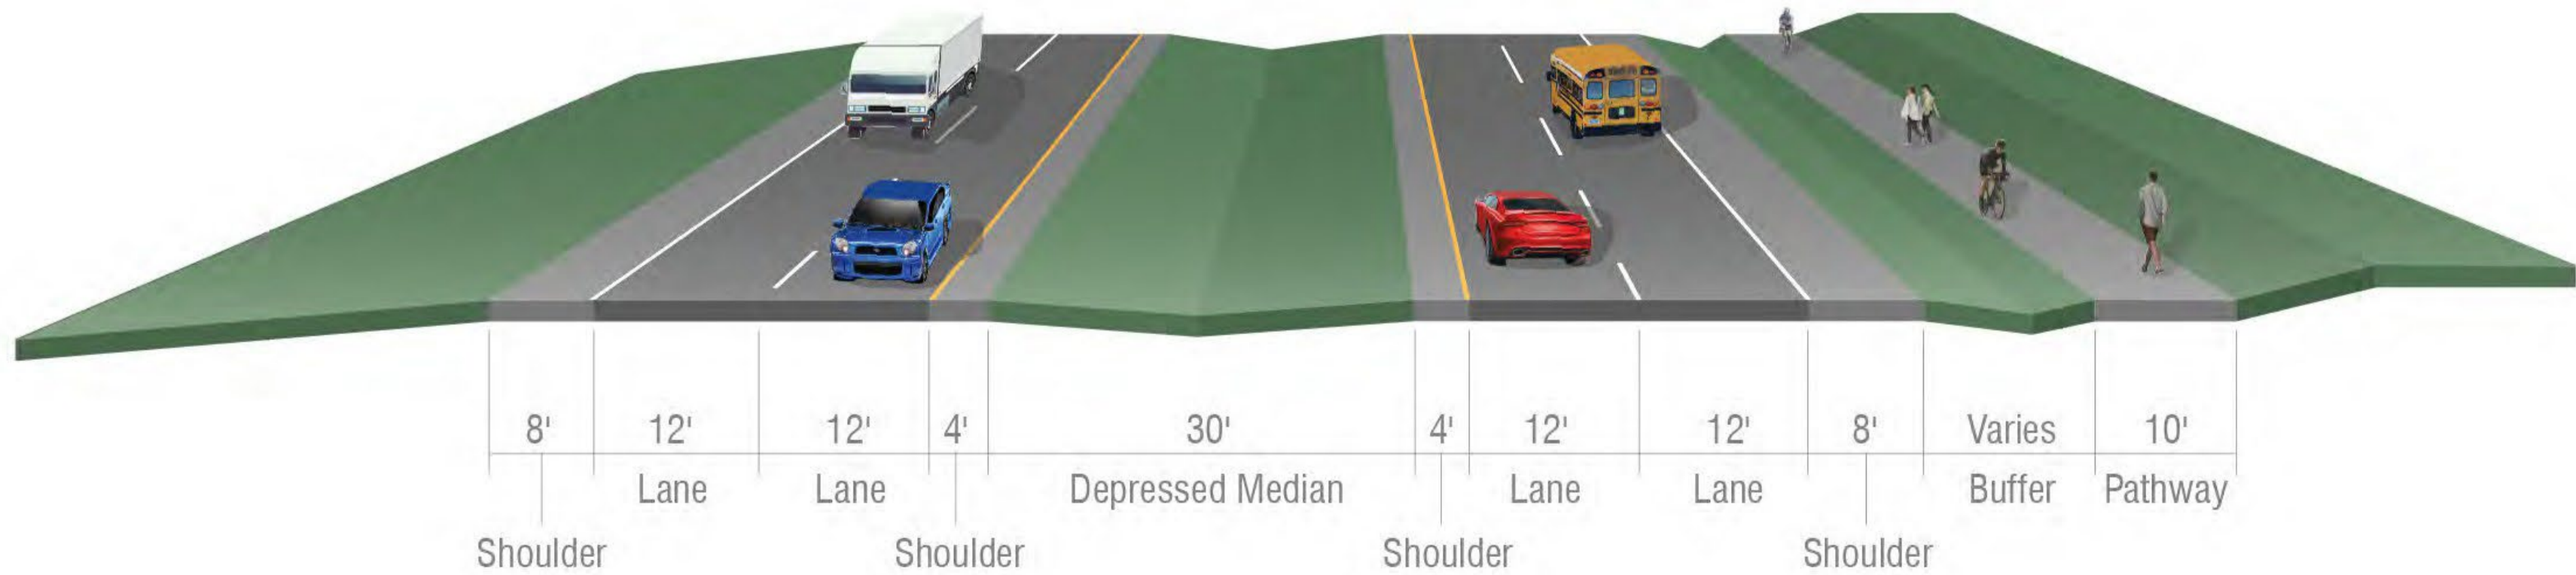 8' 12' 12' 4' 30' 4' 12' 12' 8' Varies 10'
Lane Lane Depressed Median Lane Lane Buffer Pathway
Shoulder Shoulder Shoulder Shoulder